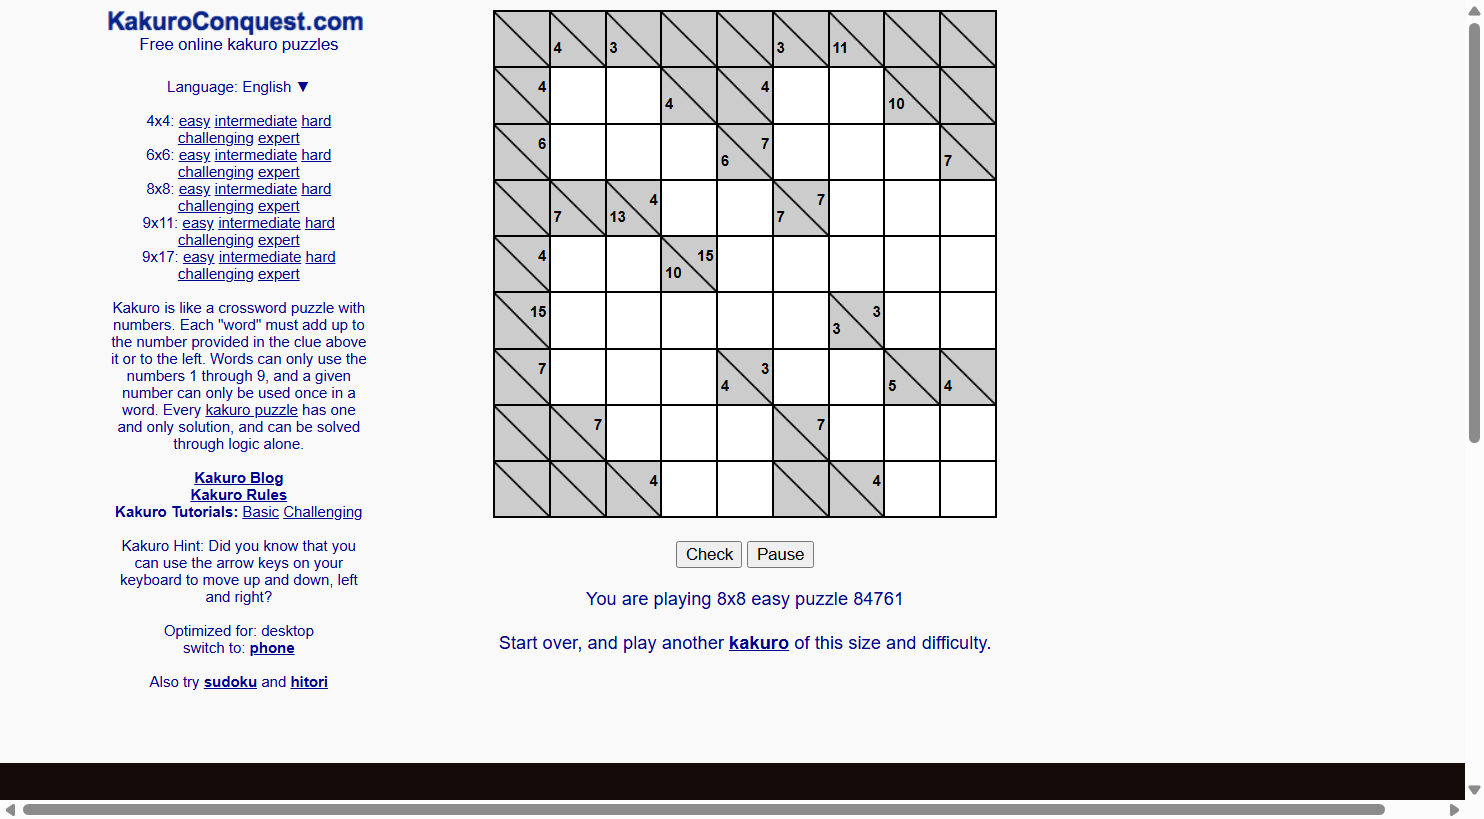 KakuroConquest.com
Free online kakuro puzzles
Language: English ▼
4x4: easy intermediate hard
challenging expert
6x6: easy intermediate hard
challenging expert
8x8: easy intermediate hard
challenging expert
9x11: easy intermediate hard
challenging expert
9x17: easy intermediate hard
challenging expert
Kakuro is like a crossword puzzle with
numbers. Each "word" must add up to
the number provided in the clue above
it or to the left. Words can only use the
numbers 1 through 9, and a given
number can only be used once in a
word. Every kakuro puzzle has one
and only solution, and can be solved
through logic alone.
Kakuro Blog
Kakuro Rules
Kakuro Tutorials: Basic Challenging
Kakuro Hint: Did you know that you
can use the arrow keys on your
keyboard to move up and down, left
and right?
Optimized for: desktop
switch to: phone
Also try sudoku and hitori
4 3 3 11
4 4 4 10
6 6 7 7
7 13 4 7 7
4 10 15
15 3 3
7 4 3 5 4
7 7
4 4
Check Pause
You are playing 8x8 easy puzzle 84761
Start over, and play another kakuro of this size and difficulty.